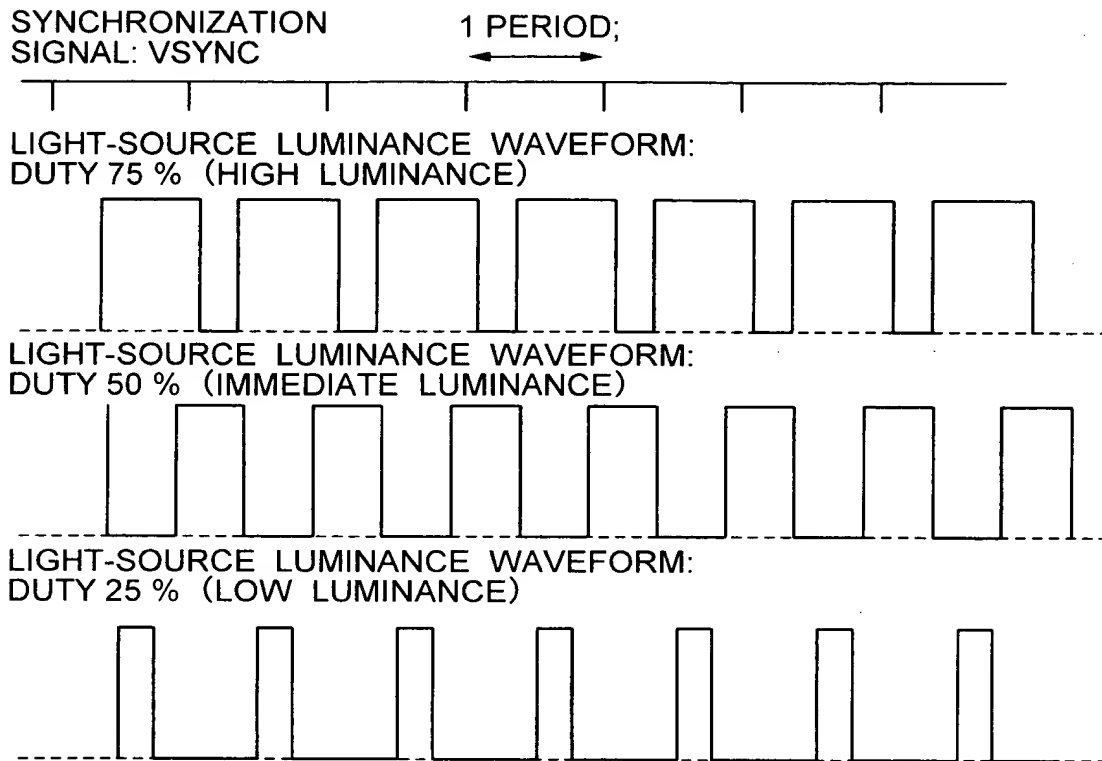 SYNCHRONIZATION
SIGNAL: VSYNC
1 PERIOD;
LIGHT-SOURCE LUMINANCE WAVEFORM:
DUTY 75 % (HIGH LUMINANCE)
LIGHT-SOURCE LUMINANCE WAVEFORM:
DUTY 50 % (IMMEDIATE LUMINANCE)
LIGHT-SOURCE LUMINANCE WAVEFORM:
DUTY 25 % (LOW LUMINANCE)